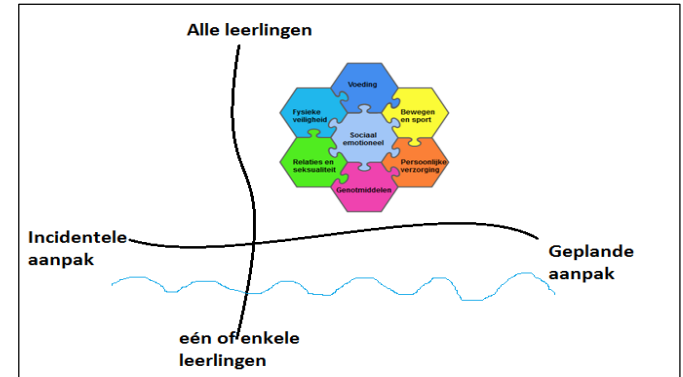 Alle leerlingen
Voeding
Fysieke
veiligheid
Bewegen
en sport
Sociaal
emotioneel
Relaties en
seksualiteit
Persoonlijke
verzorging
Genotmiddelen
Incidentele
aanpak
Geplande
aanpak
eén of enkele
leerlingen